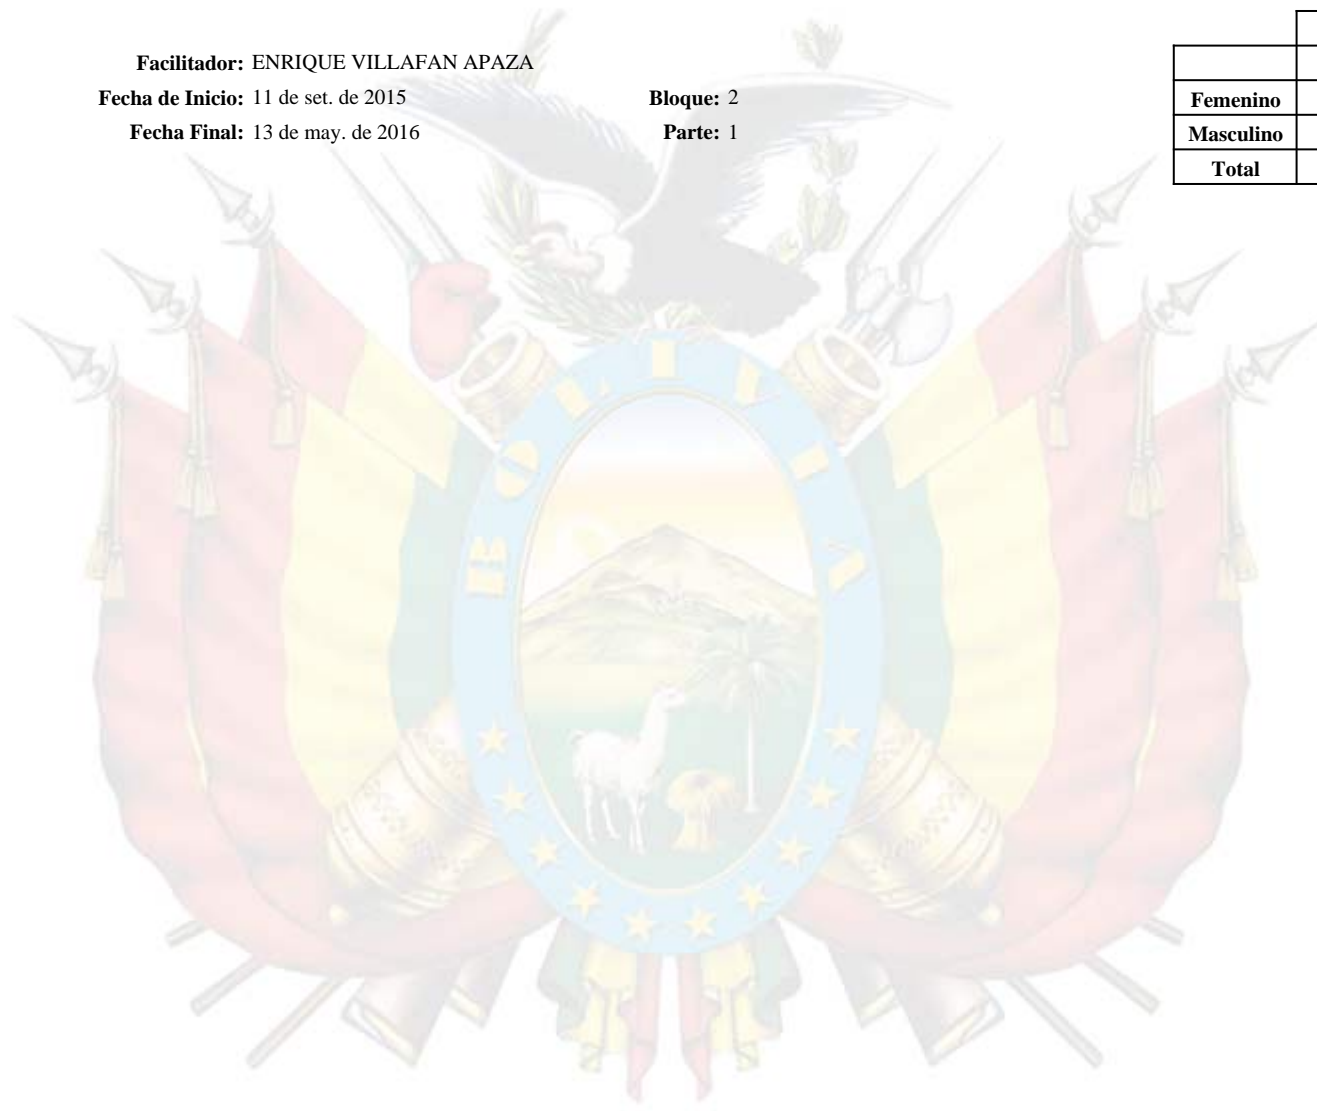 Facilitador: ENRIQUE VILLAFAN APAZA
Fecha de Inicio: 11 de set. de 2015 Bloque: 2
Fecha Final: 13 de may. de 2016 Parte: 1
Femenino
Masculino
Total
BOLIVIA